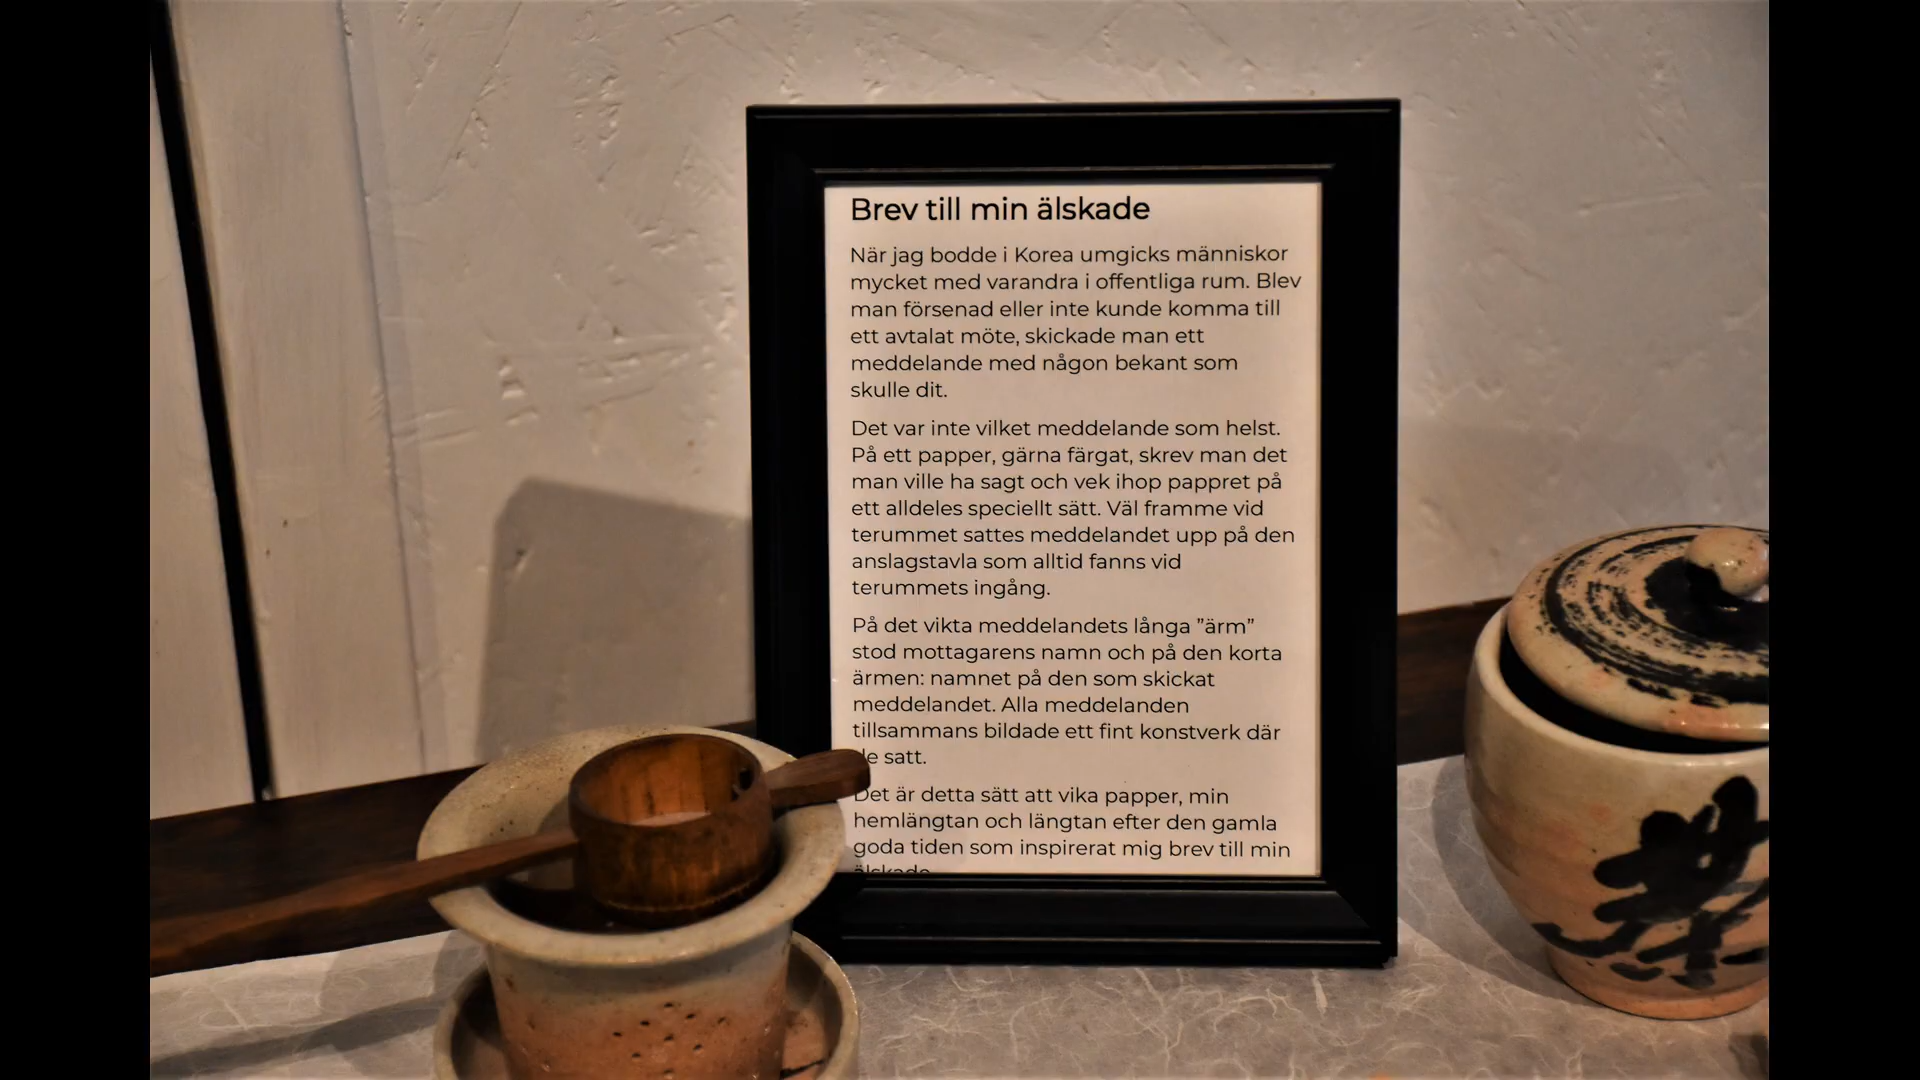 Brev till min älskade
När jag bodde i Korea umgicks människor
mycket med varandra i offentliga rum. Blev
man försenad eller inte kunde komma till
ett avtalat möte, skickade man ett
meddelande med någon bekant som
skulle dit.
Det var inte vilket meddelande som helst.
På ett papper, gärna färgat, skrev man det
man ville ha sagt och vek ihop pappret på
ett alldeles speciellt sätt. Väl framme vid
terummet sattes meddelandet upp på den
anslagstavla som alltid fanns vid
terummets ingång.
På det vikta meddelandets långa ”ärm”
stod mottagarens namn och på den korta
ärmen: namnet på den som skickat
meddelandet. Alla meddelanden
tillsammans bildade ett fint konstverk där
de satt.
Det är detta sätt att vika papper, min
hemlängtan och längtan efter den gamla
goda tiden som inspirerat mig brev till min
älskade